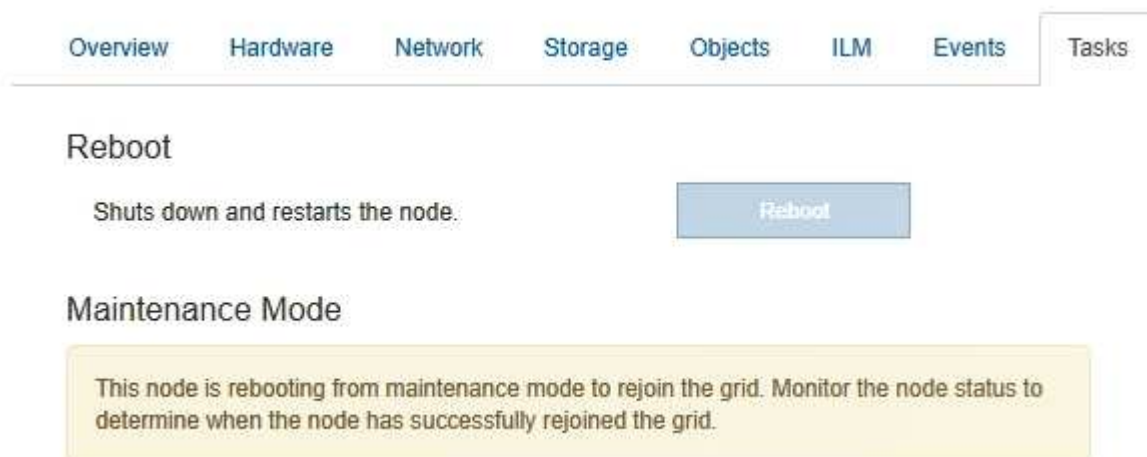 Overview Hardware Network Storage Objects ILM Events Tasks
Reboot
Shuts down and restarts the node. Reboot
Maintenance Mode
This node is rebooting from maintenance mode to rejoin the grid. Monitor the node status to
determine when the node has successfully rejoined the grid.